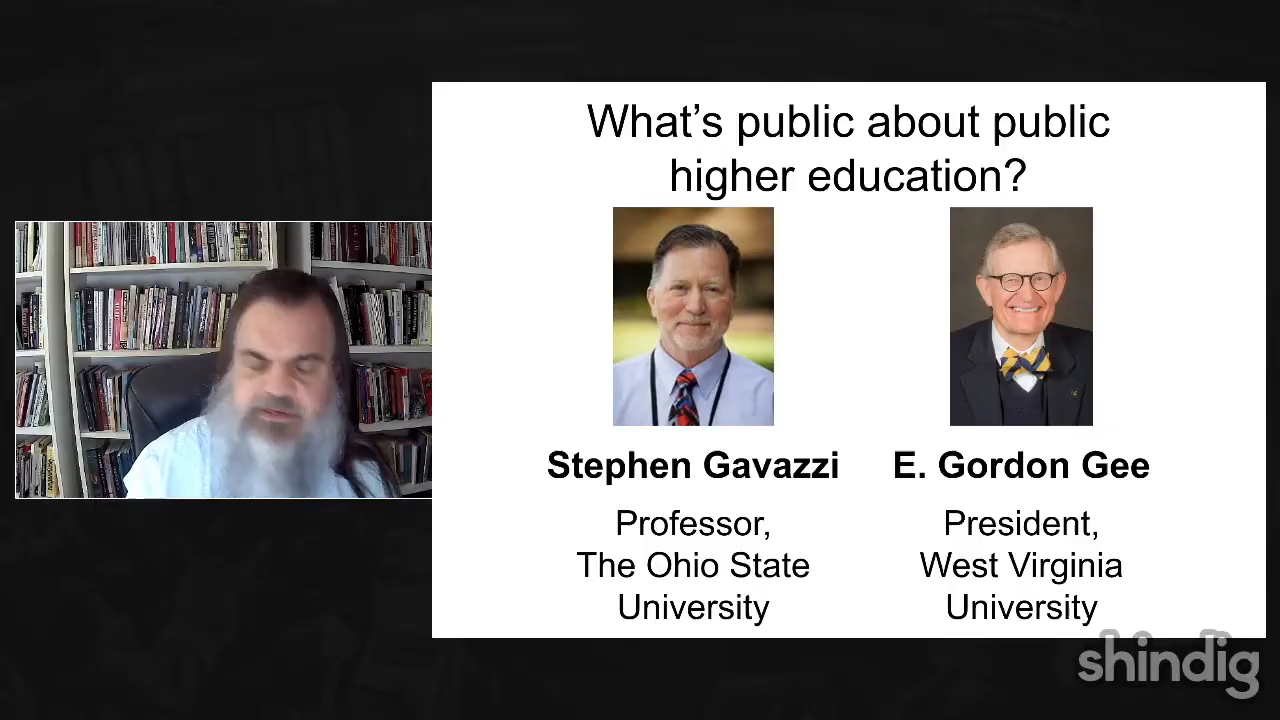 What’s public about public
higher education?
Stephen Gavazzi
Professor,
The Ohio State
University
E. Gordon Gee
President,
West Virginia
University
shindig